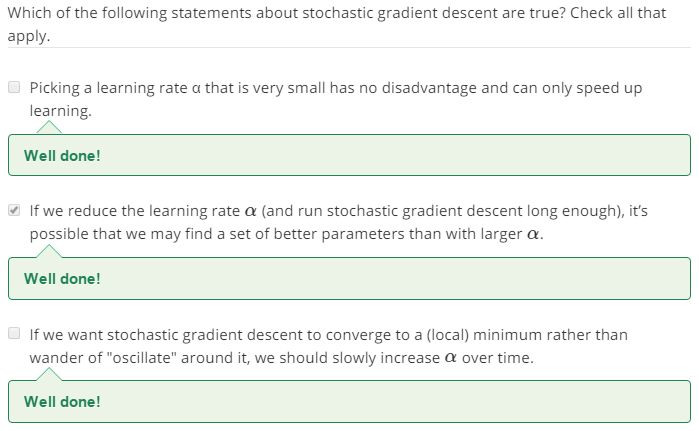 Which of the following statements about stochastic gradient descent are true? Check all that
apply.
Picking a learning rate α that is very small has no disadvantage and can only speed up
learning.
Well done!
If we reduce the learning rate α (and run stochastic gradient descent long enough), it's
possible that we may find a set of better parameters than with larger α.
Well done!
If we want stochastic gradient descent to converge to a (local) minimum rather than
wander of "oscillate" around it, we should slowly increase α over time.
Well done!